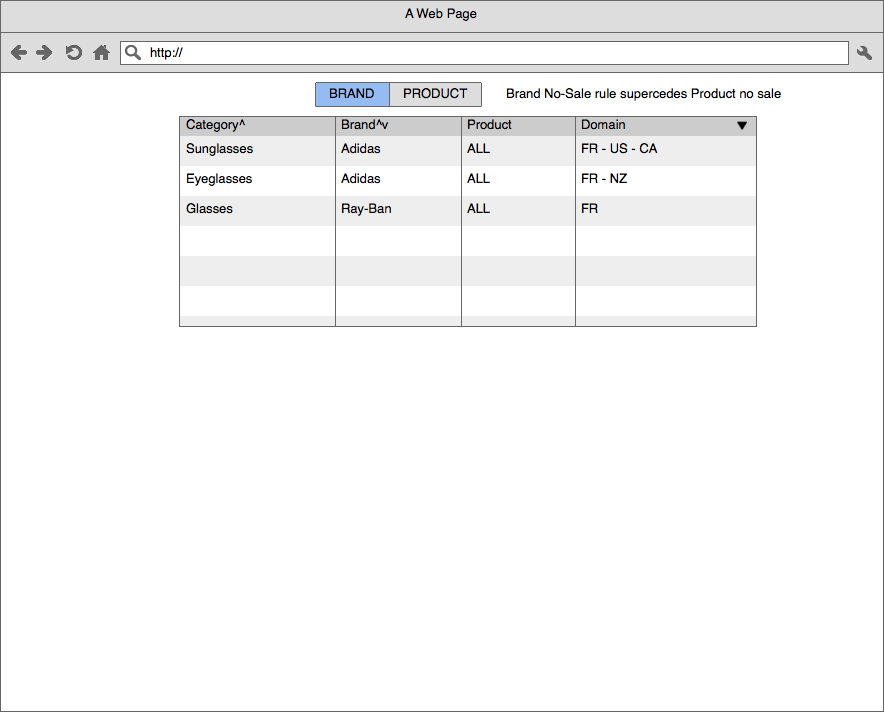 A Web Page
http://
BRAND PRODUCT Brand No-Sale rule supercedes Product no sale
Category^ Brand^v Product Domain ▼
Sunglasses Adidas ALL FR - US - CA
Eyeglasses Adidas ALL FR - NZ
Glasses Ray-Ban ALL FR